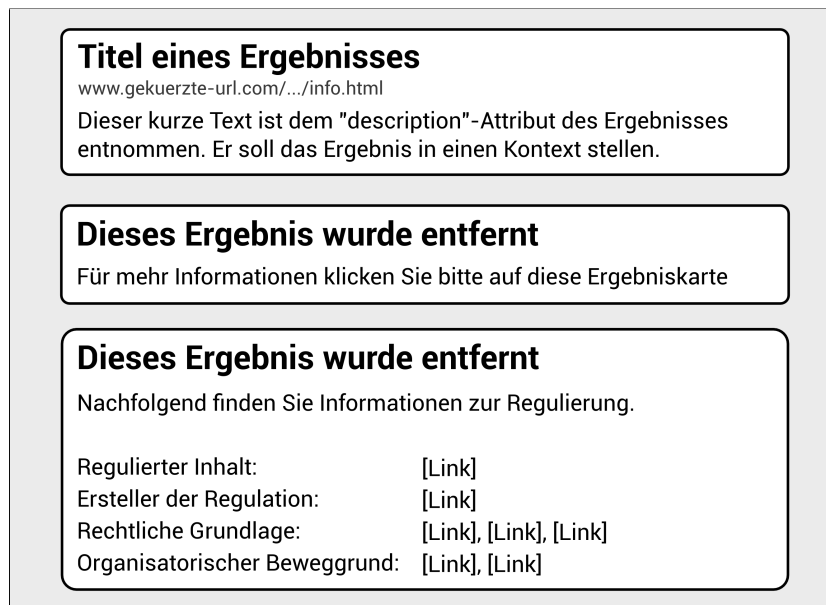 Titel eines Ergebnisses
www.gekuerzte-url.com/.../info.html
Dieser kurze Text ist dem "description"-Attribut des Ergebnisses
entnommen. Er soll das Ergebnis in einen Kontext stellen.
Dieses Ergebnis wurde entfernt
Für mehr Informationen klicken Sie bitte auf diese Ergebniskarte
Dieses Ergebnis wurde entfernt
Nachfolgend finden Sie Informationen zur Regulierung.
Regulierter Inhalt: [Link]
Ersteller der Regulation: [Link]
Rechtliche Grundlage: [Link], [Link], [Link]
Organisatorischer Beweggrund: [Link], [Link]